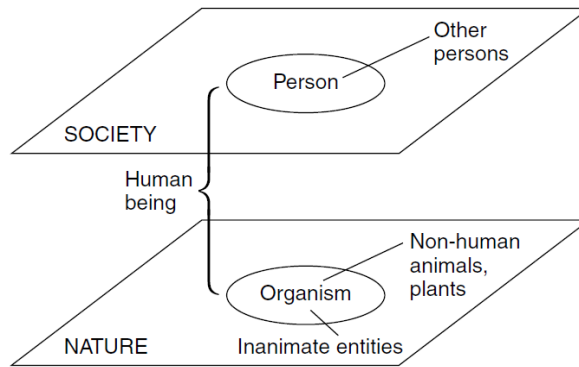 Other
persons
Person
SOCIETY
Human
being
Non-human
animals,
plants
Organism
NATURE
Inanimate entities